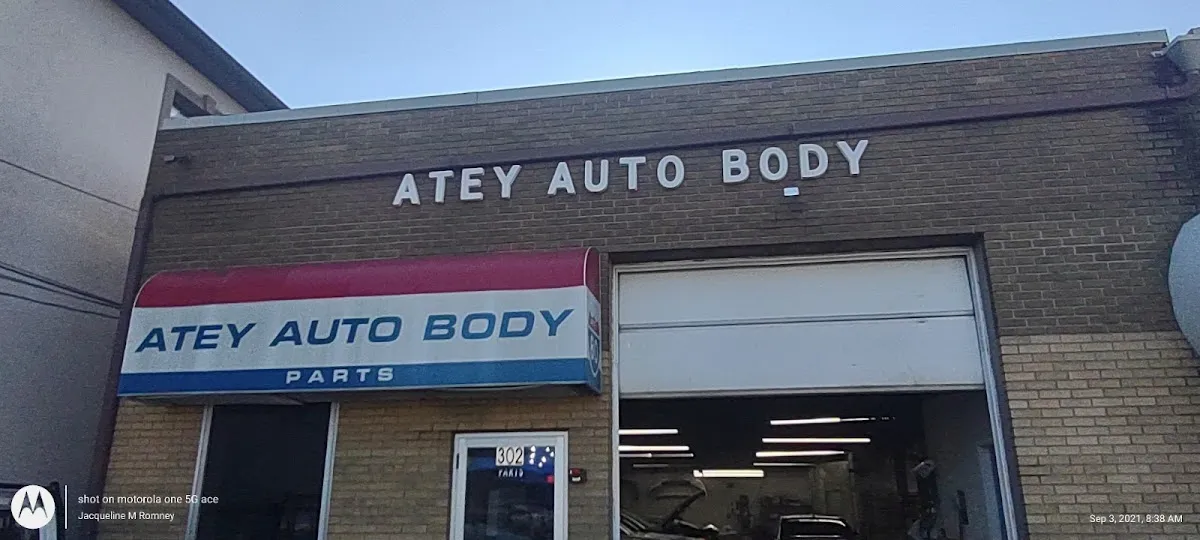 ATEY AUTO BODY
ATEY AUTO BODY
PARTS
302
PARTS
shot on motorola one 5G ace
Jacqueline M Romney
Sep 3, 2021, 8:38 AM